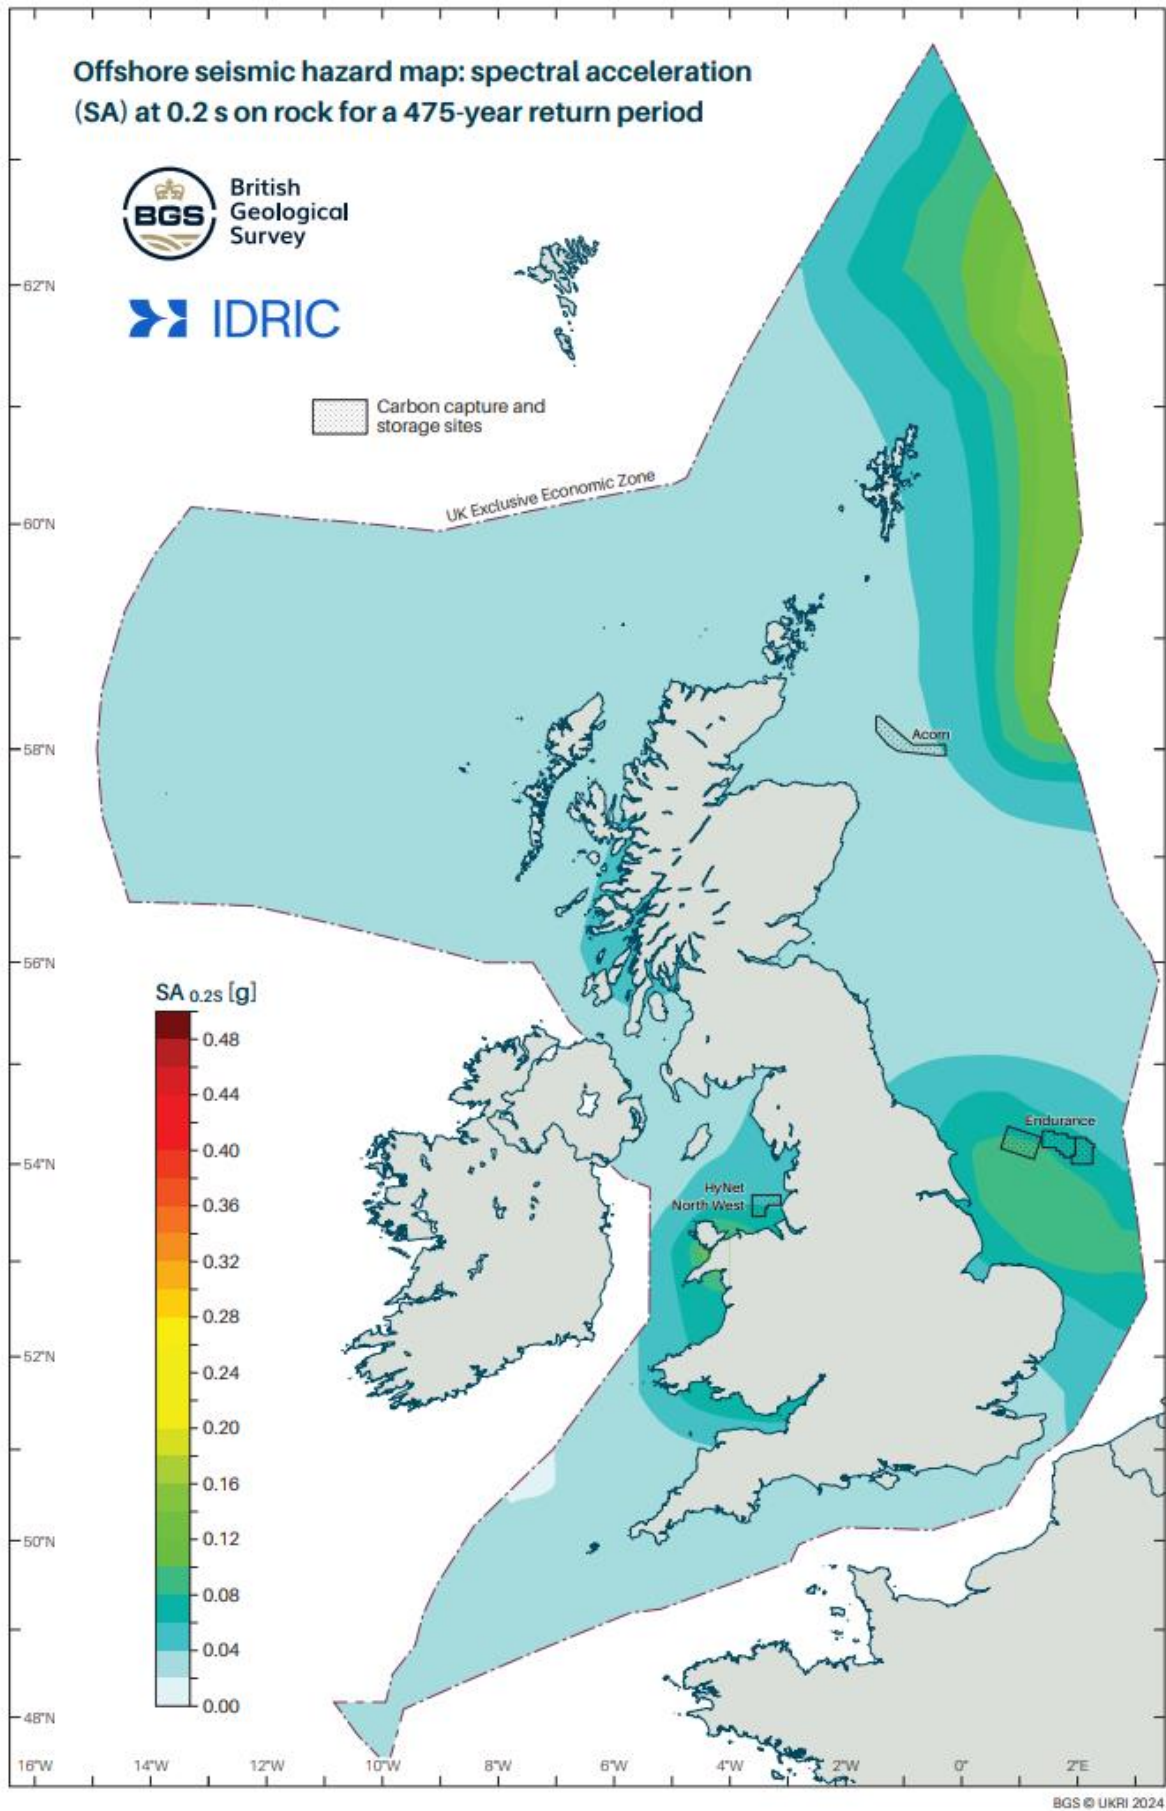 Offshore seismic hazard map: spectral acceleration
(SA) at 0.2 s on rock for a 475-year return period
BGS
British
Geological
Survey
IDRIC
Carbon capture and
storage sites
UK Exclusive Economic Zone
62°N
60°N
58°N
56°N
54°N
52°N
50°N
48°N
Acorn
Endurance
HyNet
North West
SA 0.2S [g]
0.48
0.44
0.40
0.36
0.32
0.28
0.24
0.20
0.16
0.12
0.08
0.04
0.00
16°W
14°W
12°W
10°W
8°W
6°W
4°W
2°W
0°
2°E
BGS © UKRI 2024